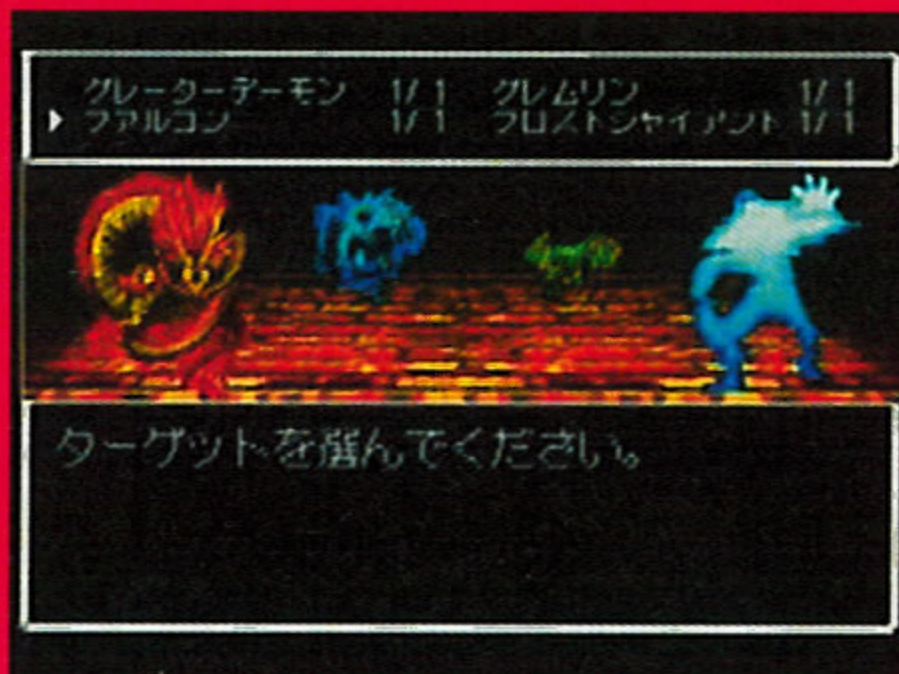 グレーターデーモン 1/ 1 グレムリン 1/ 1
ファルコン 1/ 1 フロストジャイアント 1/ 1
ターゲットを選んでください。